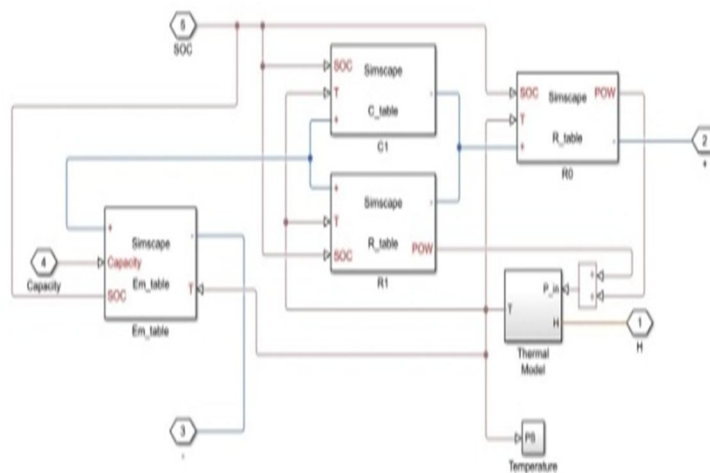 5
SOC
SOC
Simscape
T
C_table
+
-
C1
SOC
Simscape
POW
T
R_table
+
-
R0
2
+
+
-
Simscape
T
R_table
SOC
POW
R1
+
-
Simscape
Capacity
Em_table
SOC
T
Em_table
4
Capacity
P_in
T
H
Thermal
Model
1
H
3
-
PS
Temperature